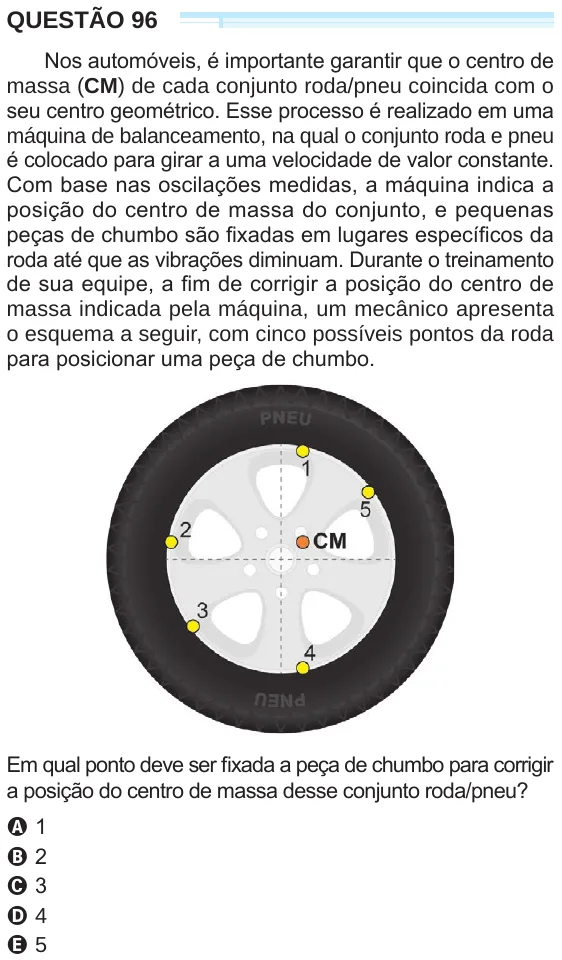 QUESTÃO 96
Nos automóveis, é importante garantir que o centro de
massa (CM) de cada conjunto roda/pneu coincida com o
seu centro geométrico. Esse processo é realizado em uma
máquina de balanceamento, na qual o conjunto roda e pneu
é colocado para girar a uma velocidade de valor constante.
Com base nas oscilações medidas, a máquina indica a
posição do centro de massa do conjunto, e pequenas
peças de chumbo são fixadas em lugares específicos da
roda até que as vibrações diminuam. Durante o treinamento
de sua equipe, a fim de corrigir a posição do centro de
massa indicada pela máquina, um mecânico apresenta
o esquema a seguir, com cinco possíveis pontos da roda
para posicionar uma peça de chumbo.
PNEU
1
5
2
CM
3
4
PNEU
Em qual ponto deve ser fixada a peça de chumbo para corrigir
a posição do centro de massa desse conjunto roda/pneu?
A 1
B 2
C 3
D 4
E 5